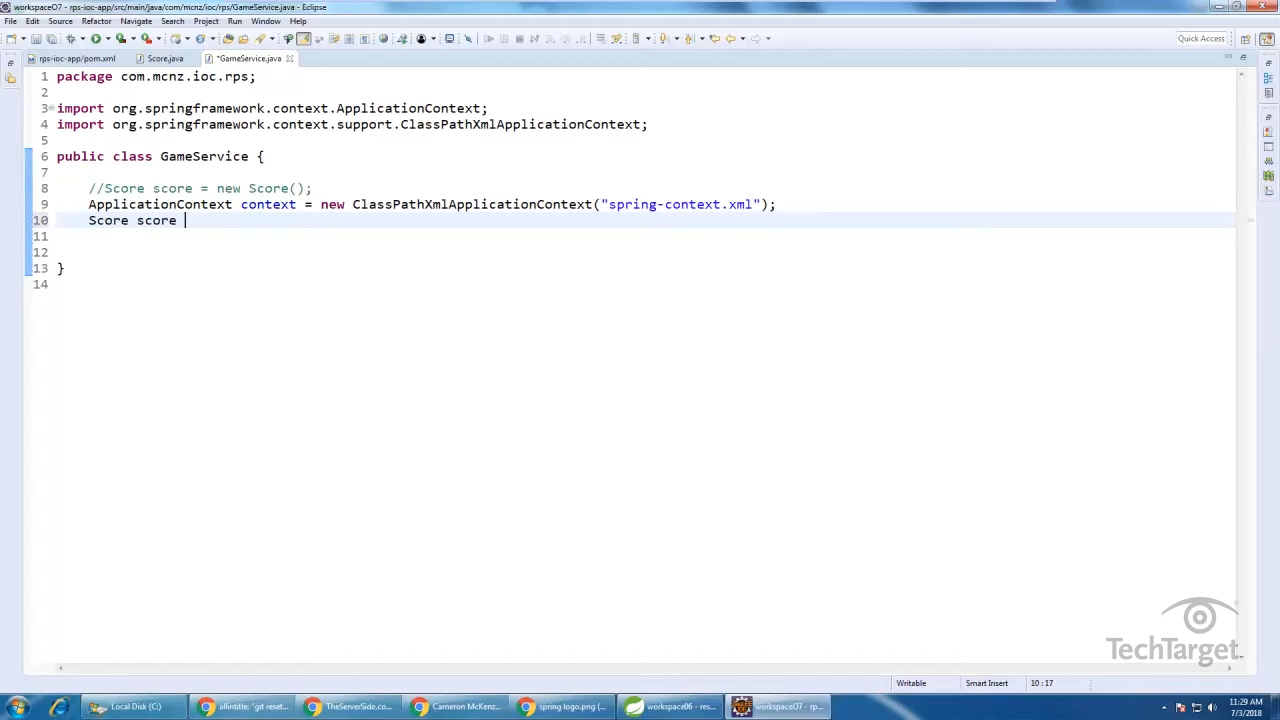 workspace07 - rps-ioc-app/src/main/java/com/mcnz/ioc/rps/GameService.java - Eclipse
File Edit Source Refactor Navigate Search Project Run Window Help
Quick Access
rps-ioc-app/pom.xml Score.java *GameService.java
1 package com.mcnz.ioc.rps;
2
3 import org.springframework.context.ApplicationContext;
4 import org.springframework.context.support.ClassPathXmlApplicationContext;
5
6 public class GameService {
7
8 //Score score = new Score();
9 ApplicationContext context = new ClassPathXmlApplicationContext("spring-context.xml");
10 Score score
11
12
13 }
14
TechTarget
Writable Smart Insert 10 : 17
Local Disk (C:) allintitle: "git reset... TheServerSide.co... Cameron McKenz... spring logo.png (... workspace06 - res... workspace07 - rp... 11:29 AM
7/3/2018